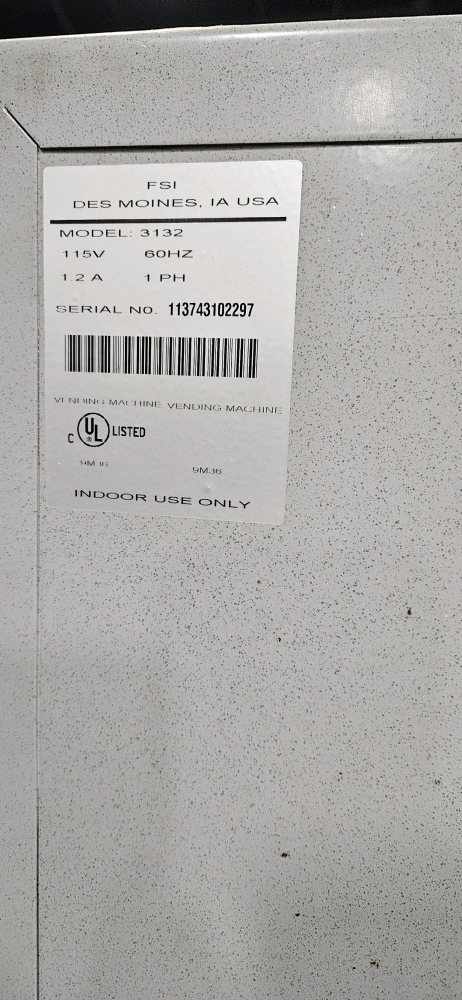 FSI
DES MOINES, IA USA
MODEL: 3132
115V 60HZ
1.2 A 1 PH
SERIAL NO. 113743102297
VENDING MACHINE VENDING MACHINE
C UL ® LISTED
9M36 9M36
INDOOR USE ONLY